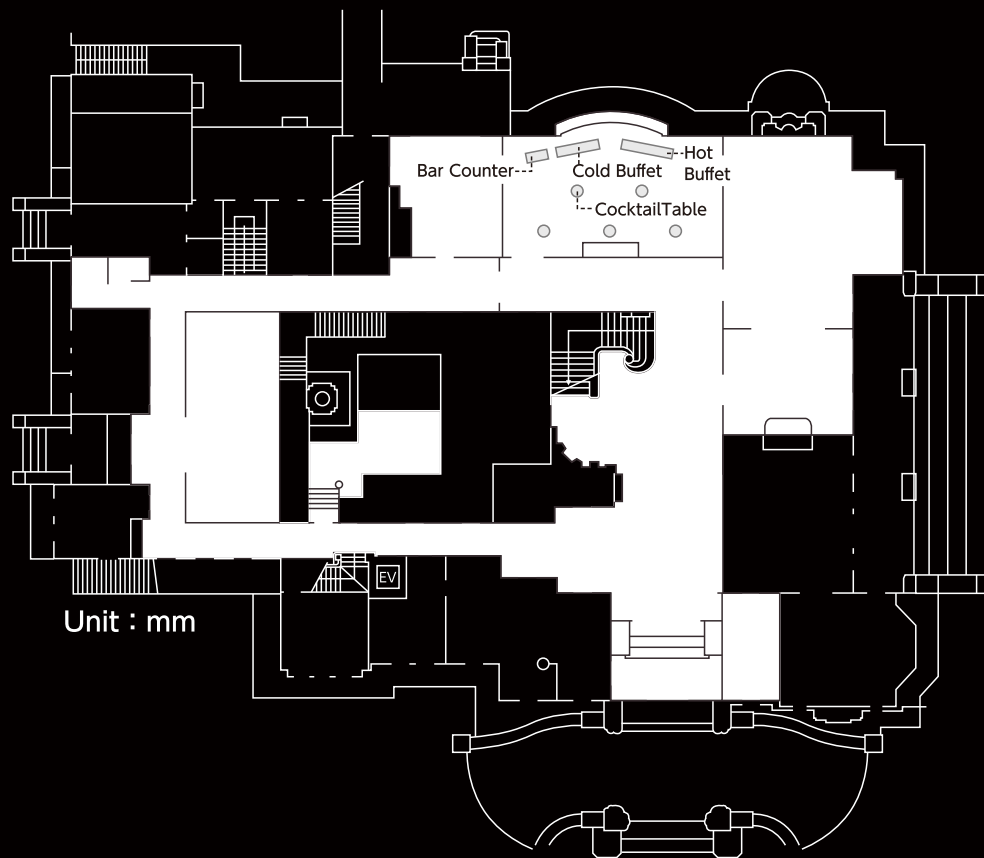 Bar Counter
Cold Buffet
Hot
Buffet
CocktailTable
EV
Unit：mm